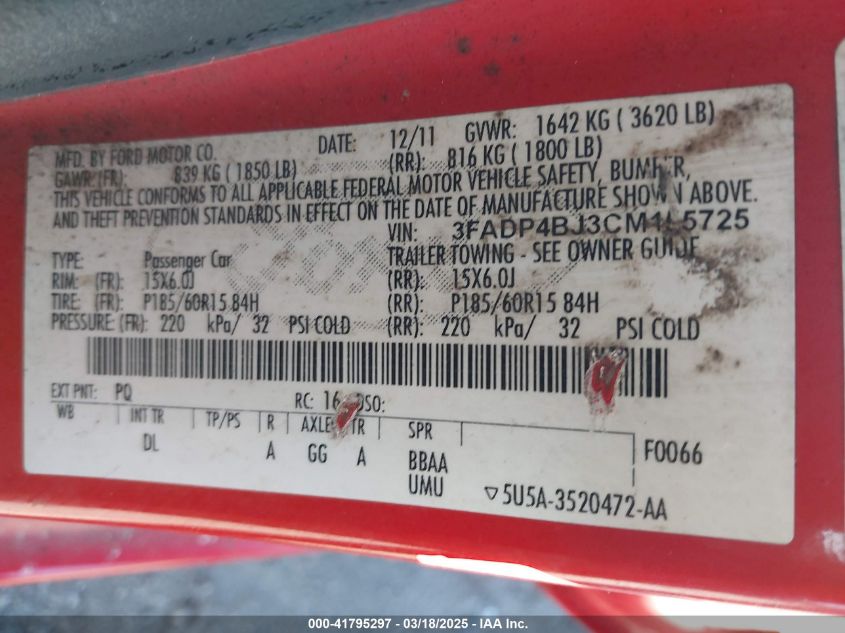 MFD. BY FORD MOTOR CO. DATE: 12/11 GVWR: 1642 KG ( 3620 LB)
GAWR: (FR): 839 KG ( 1850 LB) (RR): 816 KG ( 1800 LB)
THIS VEHICLE CONFORMS TO ALL APPLICABLE FEDERAL MOTOR VEHICLE SAFETY, BUMPER,
AND THEFT PREVENTION STANDARDS IN EFFECT ON THE DATE OF MANUFACTURE SHOWN ABOVE.
VIN:
TYPE: Passenger Car TRAILER TOWING - SEE OWNER GUIDE
RIM: (FR): 15X6.0J (RR): 15X6.0J
TIRE: (FR): P185/60R15 84H (RR): P185/60R15 84H
PRESSURE: (FR): 220 kPa/ 32 PSI COLD (RR): 220 kPa/ 32 PSI COLD
EXT PNT: PQ RC: 16 DSO:
WB INT TR TP/PS R AXLE TR SPR
DL A GG A BBAA F0066
UMU ▽5U5A-3520472-AA
000-41795297 - 03/18/2025 - IAA Inc.